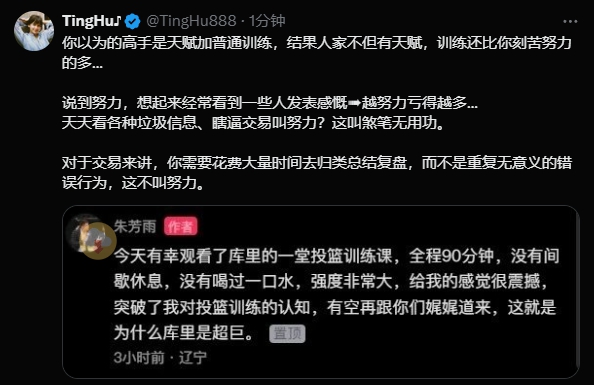 TingHu♪ @TingHu888 · 1分钟
你以为的高手是天赋加普通训练，结果人家不但有天赋，训练还比你刻苦努力
的多...
说到努力，想起来经常看到一些人发表感慨➡越努力亏得越多...
天天看各种垃圾信息、瞎逼交易叫努力？这叫煞笔无用功。
对于交易来讲，你需要花费大量时间去归类总结复盘，而不是重复无意义的错
误行为，这不叫努力。
朱芳雨 作者
今天有幸观看了库里的一堂投篮训练课，全程90分钟，没有间
歇休息，没有喝过一口水，强度非常大，给我的感觉很震撼，
突破了我对投篮训练的认知，有空再跟你们娓娓道来，这就是
为什么库里是超巨。 置顶
3小时前 · 辽宁